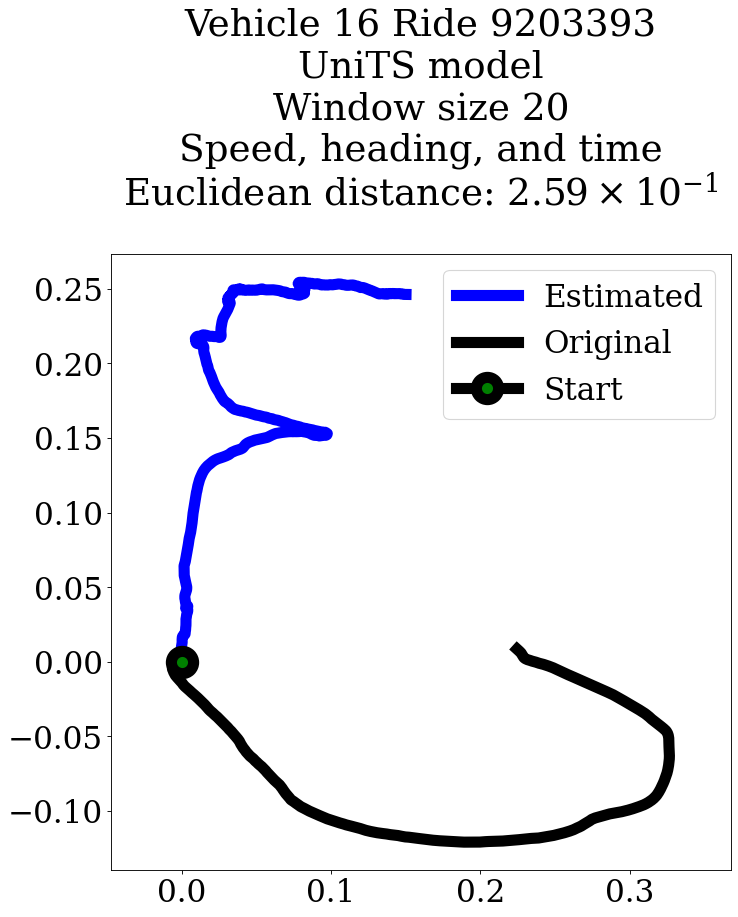 Vehicle 16 Ride 9203393
UniTS model
Window size 20
Speed, heading, and time
Euclidean distance: 2.59 × 10⁻¹
Estimated
Original
Start
0.25
0.20
0.15
0.10
0.05
0.00
−0.05
−0.10
0.0 0.1 0.2 0.3